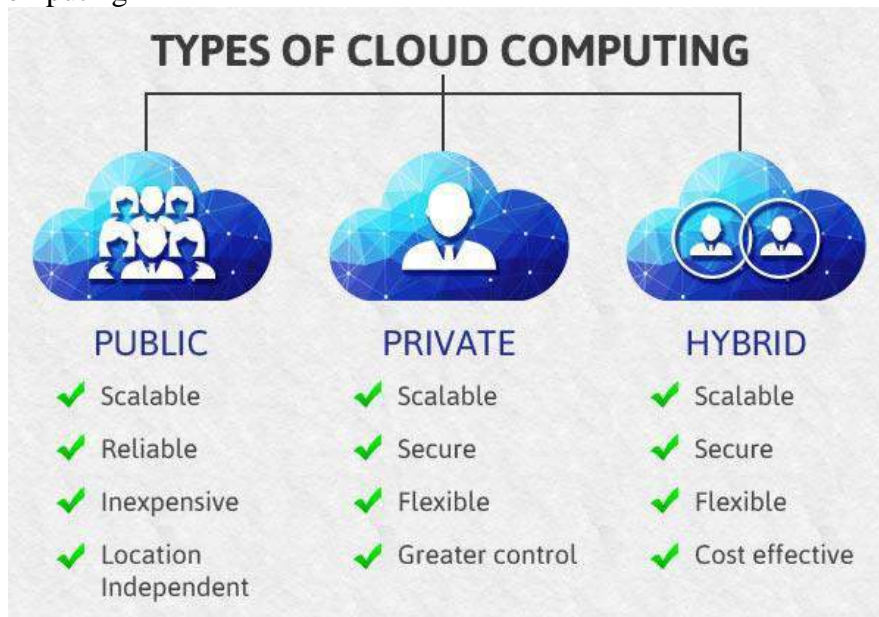 TYPES OF CLOUD COMPUTING
PUBLIC
Scalable
Reliable
Inexpensive
Location
Independent
PRIVATE
Scalable
Secure
Flexible
Greater control
HYBRID
Scalable
Secure
Flexible
Cost effective